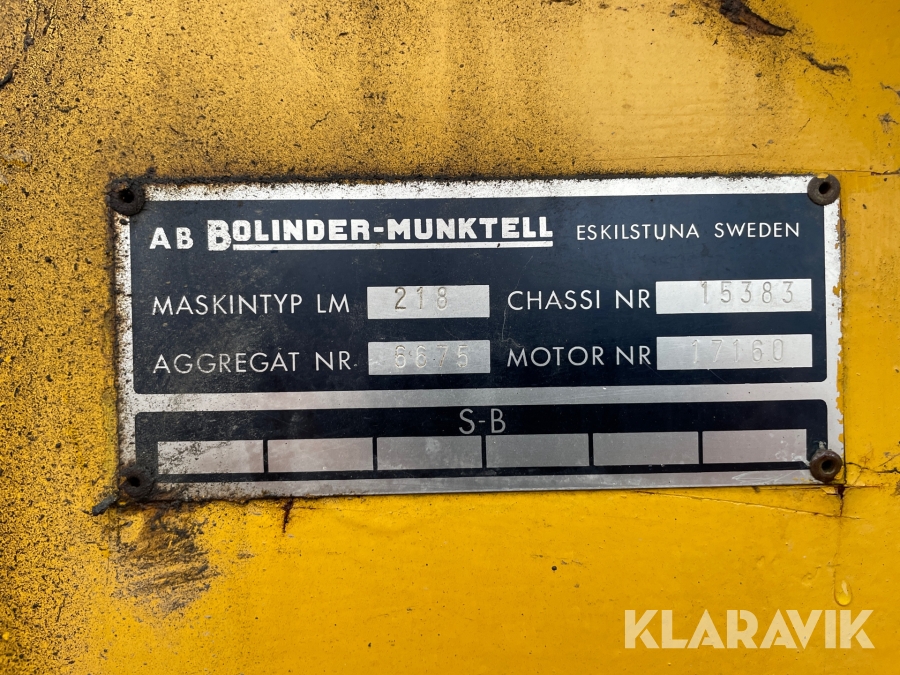 AB BOLINDER-MUNKTELL ESKILSTUNA SWEDEN
MASKINTYP LM 218 CHASSI NR 15383
AGGREGAT NR 8675 MOTOR NR 17160
S-B
KLARAVIK